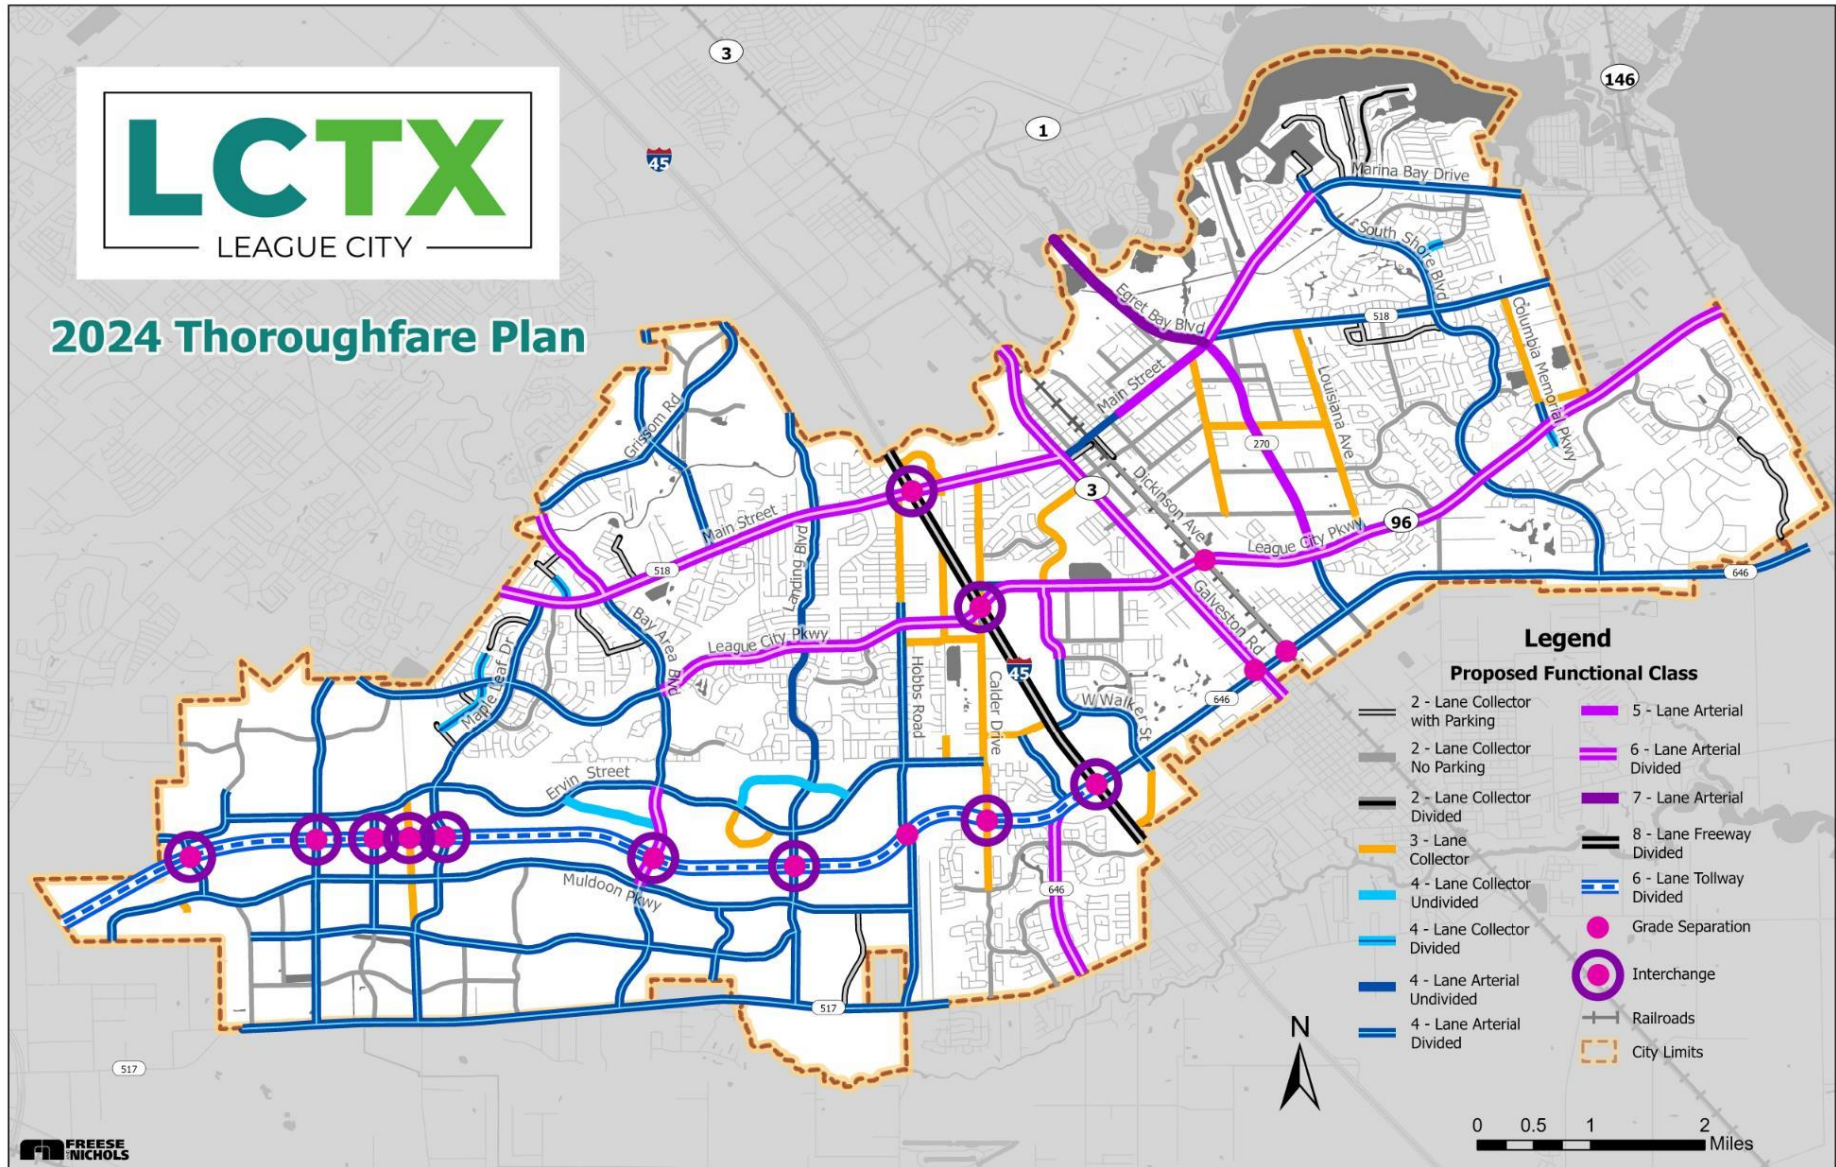 LCTX
LEAGUE CITY
2024 Thoroughfare Plan
3
1
146
45
Marina Bay Drive
South Shore Blvd
Egret Bay Blvd
518
Columbia Memorial Pkwy
Main Street
Louisiana Ave
270
Grissom Rd
Dickinson Ave
3
96
League City Pkwy
Main Street
518
Landing Blvd
646
Bay Area Blvd
League City Pkwy
Galveston Rd
Maple Leaf Dr
Hobbs Road
Calder Drive
45
W Walker St
646
Ervin Street
Muldoon Pkwy
646
517
517
Legend
Proposed Functional Class
2 - Lane Collector
with Parking
2 - Lane Collector
No Parking
2 - Lane Collector
Divided
3 - Lane
Collector
4 - Lane Collector
Undivided
4 - Lane Collector
Divided
4 - Lane Arterial
Undivided
4 - Lane Arterial
Divided
5 - Lane Arterial
6 - Lane Arterial
Divided
7 - Lane Arterial
8 - Lane Freeway
Divided
6 - Lane Tollway
Divided
Grade Separation
Interchange
Railroads
City Limits
N
0 0.5 1 2
Miles
FREESE
NICHOLS